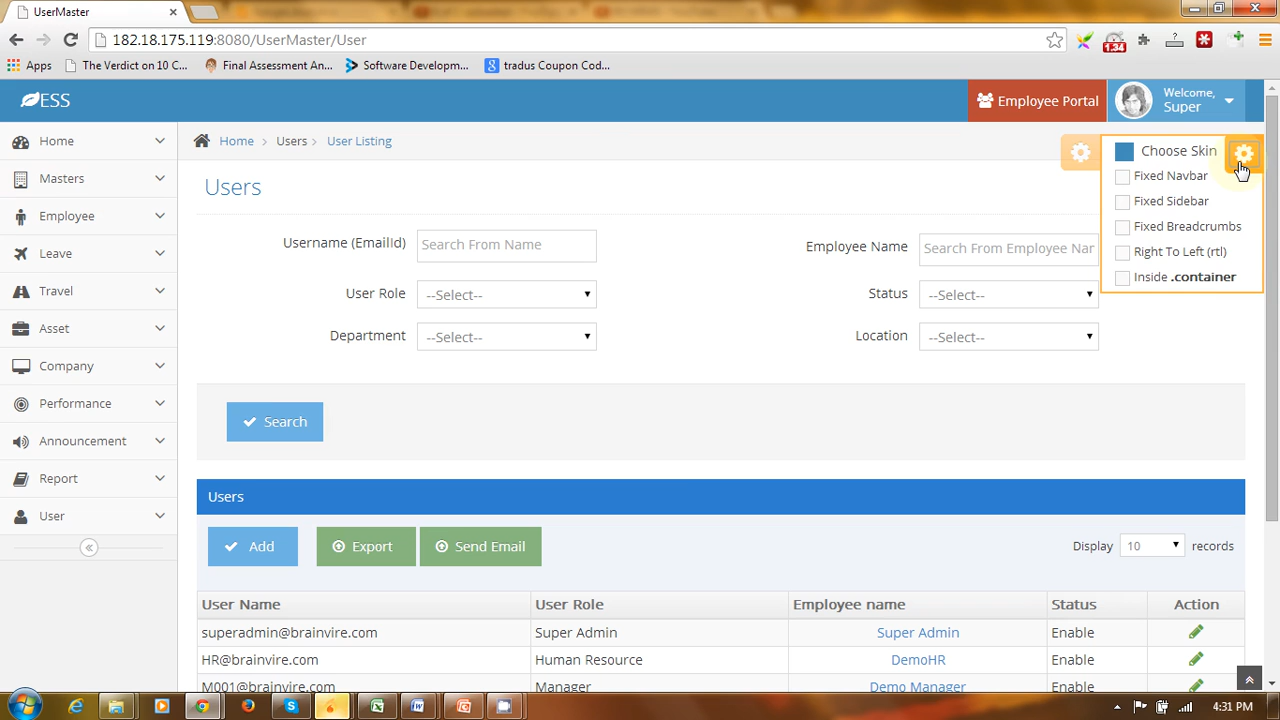 UserMaster
182.18.175.119:8080/UserMaster/User
1.34
Apps
The Verdict on 10 C...
Final Assessment An...
Software Developm...
tradus Coupon Cod...
ESS
Employee Portal
Welcome,
Super
Home
Masters
Employee
Leave
Travel
Asset
Company
Performance
Announcement
Report
User
Home > Users > User Listing
Choose Skin
Fixed Navbar
Fixed Sidebar
Fixed Breadcrumbs
Right To Left (rtl)
Inside .container
Users
Username (EmailId)
Search From Name
Employee Name
Search From Employee Nar
User Role
--Select--
Status
--Select--
Department
--Select--
Location
--Select--
Search
Users
Add
Export
Send Email
Display 10 records
User Name User Role Employee name Status Action
superadmin@brainvire.com Super Admin Super Admin Enable
HR@brainvire.com Human Resource DemoHR Enable
M001@brainvire.com Manager Demo Manager Enable
4:31 PM